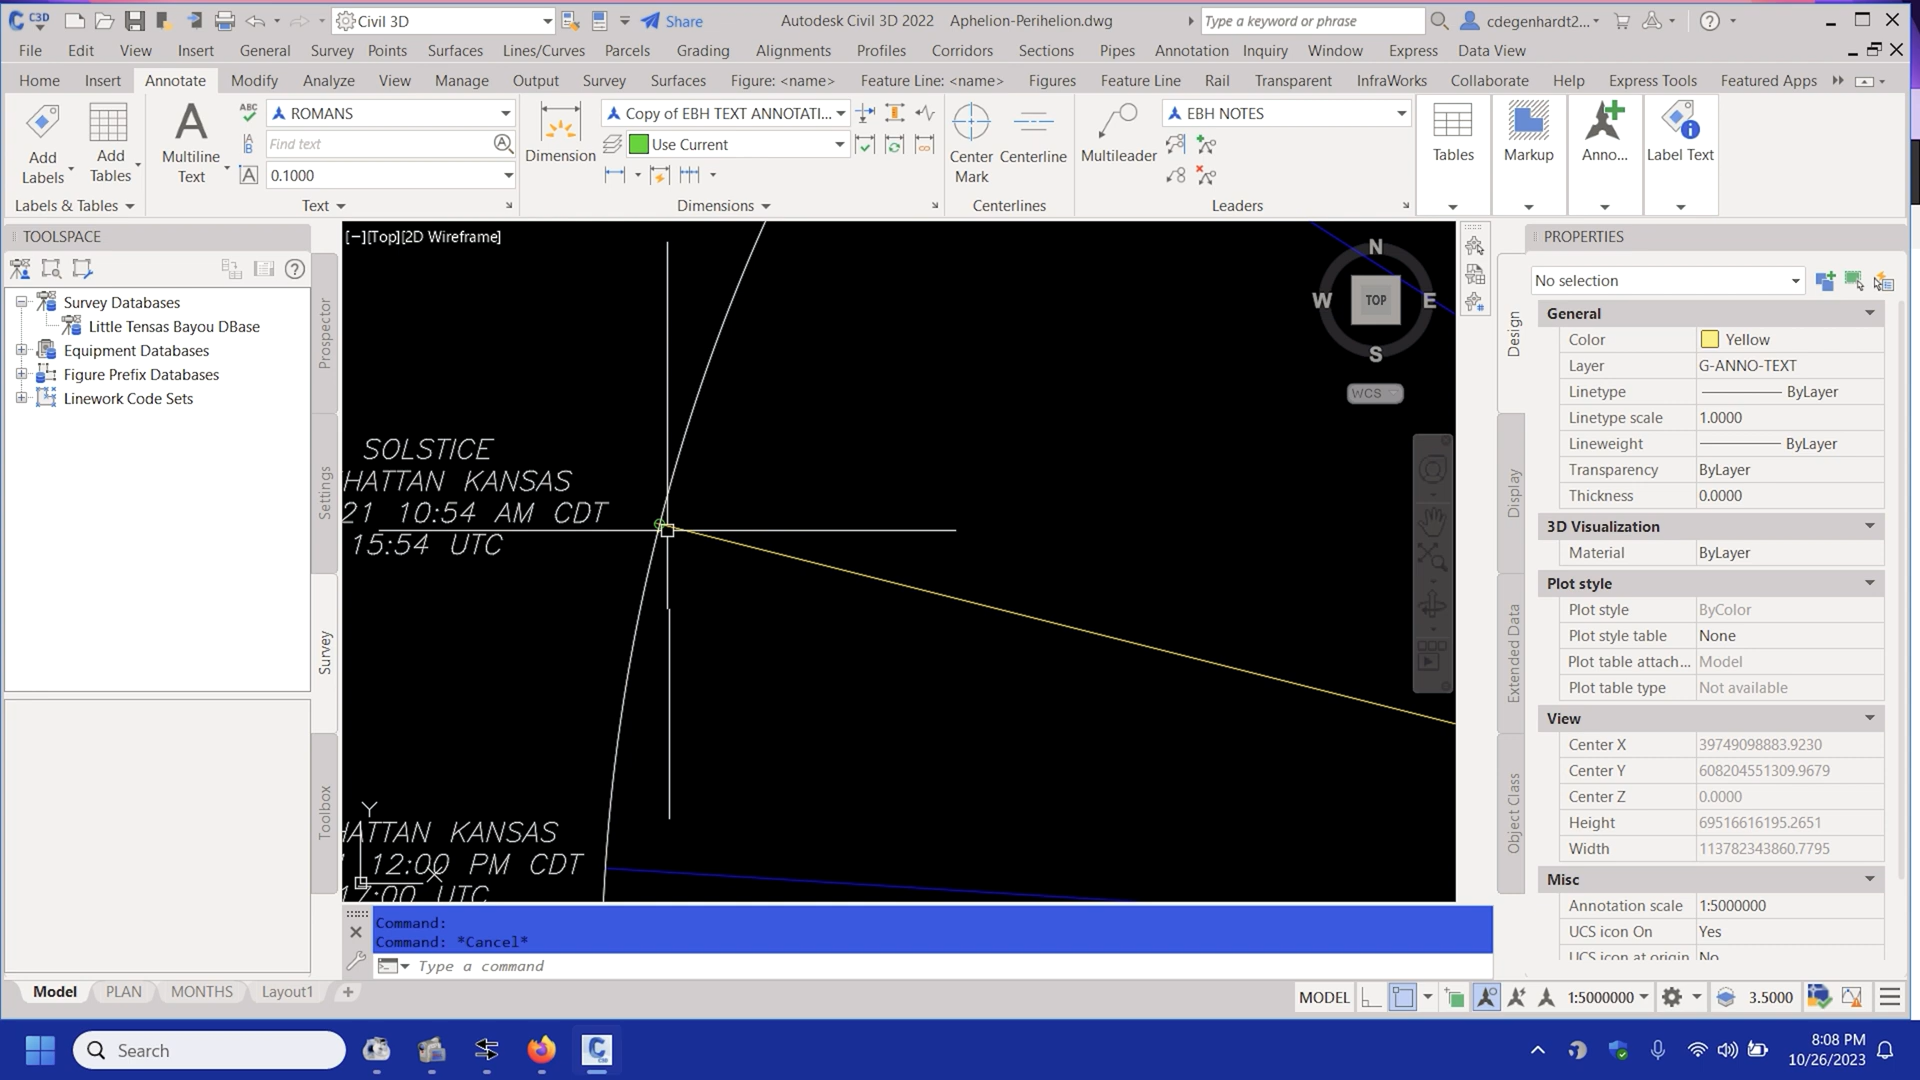 C3D Civil 3D Share Autodesk Civil 3D 2022 Aphelion-Perihelion.dwg Type a keyword or phrase cdegenhardt2...
File Edit View Insert General Survey Points Surfaces Lines/Curves Parcels Grading Alignments Profiles Corridors Sections Pipes Annotation Inquiry Window Express Data View
Home Insert Annotate Modify Analyze View Manage Output Survey Surfaces Figure: <name> Feature Line: <name> Figures Feature Line Rail Transparent InfraWorks Collaborate Help Express Tools Featured Apps
Add Labels
Add Tables
Labels & Tables
Multiline Text
ABC
ROMANS
Find text
0.1000
Text
Dimension
Copy of EBH TEXT ANNOTATI...
Use Current
Dimensions
Center Mark
Centerline
Centerlines
Multileader
EBH NOTES
Leaders
Tables
Markup
Anno...
Label Text
TOOLSPACE
Survey Databases
Little Tensas Bayou DBase
Equipment Databases
Figure Prefix Databases
Linework Code Sets
Prospector
Settings
Survey
Toolbox
[−][Top][2D Wireframe]
N
W TOP E
S
WCS
SOLSTICE
HATTAN KANSAS
21 10:54 AM CDT
15:54 UTC
Y
HATTAN KANSAS
12:00 PM CDT
X
17:00 UTC
Command:
Command: *Cancel*
Type a command
PROPERTIES
No selection
Design
Display
Extended Data
Object Class
General
Color Yellow
Layer G-ANNO-TEXT
Linetype ByLayer
Linetype scale 1.0000
Lineweight ByLayer
Transparency ByLayer
Thickness 0.0000
3D Visualization
Material ByLayer
Plot style
Plot style ByColor
Plot style table None
Plot table attach... Model
Plot table type Not available
View
Center X 39749098883.9230
Center Y 608204551309.9679
Center Z 0.0000
Height 69516616195.2651
Width 113782343860.7795
Misc
Annotation scale 1:5000000
UCS icon On Yes
UCS icon at origin No
Model PLAN MONTHS Layout1 +
MODEL 1:5000000 3.5000
Search
8:08 PM
10/26/2023